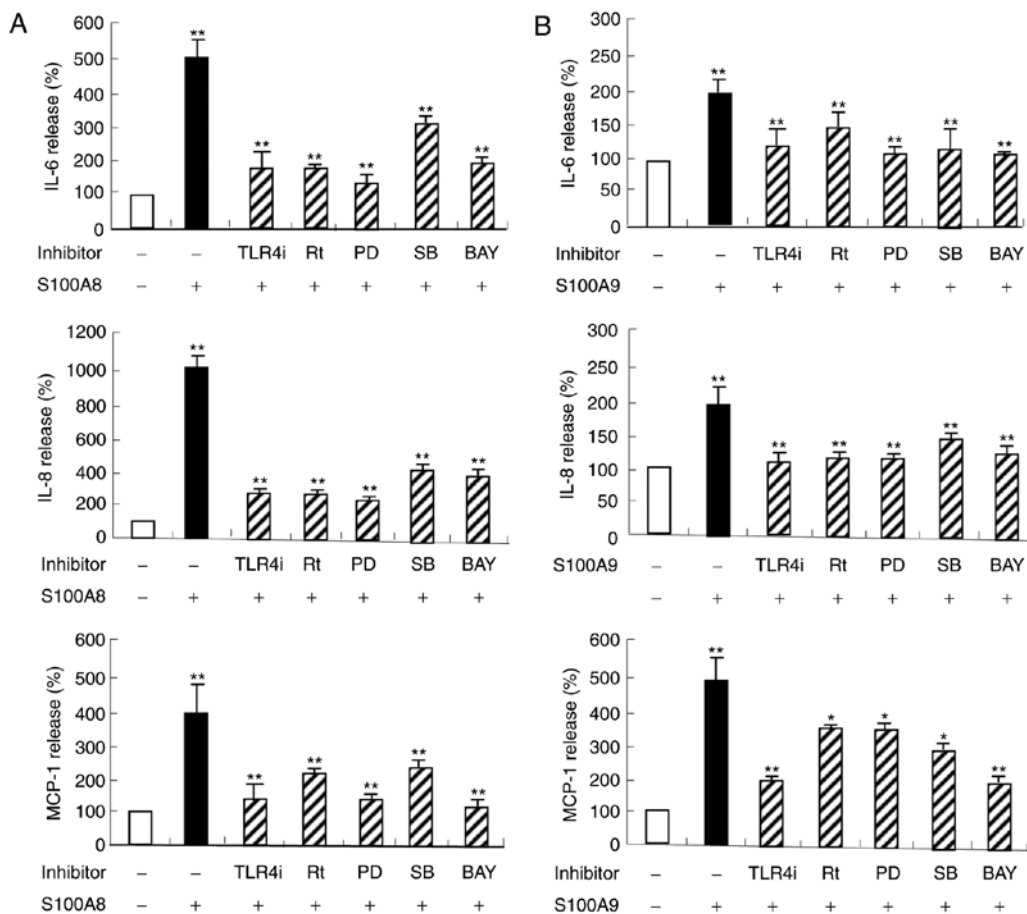 A
IL-6 release (%)
600
500
300
200
100
0
** ** ** ** ** **
Inhibitor – – TLR4i Rt PD SB BAY
S100A8 – + + + + + +
B
IL-6 release (%)
300
250
200
150
100
50
0
** ** ** ** ** **
Inhibitor – – TLR4i Rt PD SB BAY
S100A9 – + + + + + +
IL-8 release (%)
1200
1000
1000
600
400
200
0
** ** ** ** ** **
Inhibitor – – TLR4i Rt PD SB BAY
S100A8 – + + + + + +
IL-8 release (%)
300
250
200
150
100
50
0
** ** ** ** ** **
S100A9 – – TLR4i Rt PD SB BAY
– + + + + + +
MCP-1 release (%)
600
500
400
300
200
100
0
** ** ** ** ** **
Inhibitor – – TLR4i Rt PD SB BAY
S100A8 – + + + + + +
MCP-1 release (%)
600
500
400
300
200
100
0
** ** * * * **
Inhibitor – – TLR4i Rt PD SB BAY
S100A9 – + + + + + +